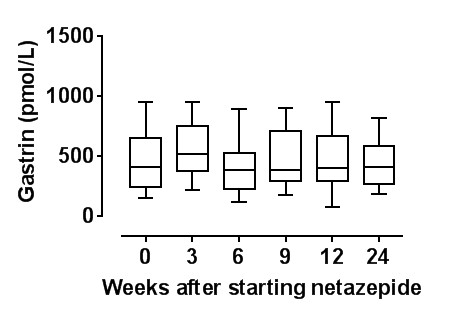 1500
1000
500
0
Gastrin (pmol/L)
0 3 6 9 12 24
Weeks after starting netazepide